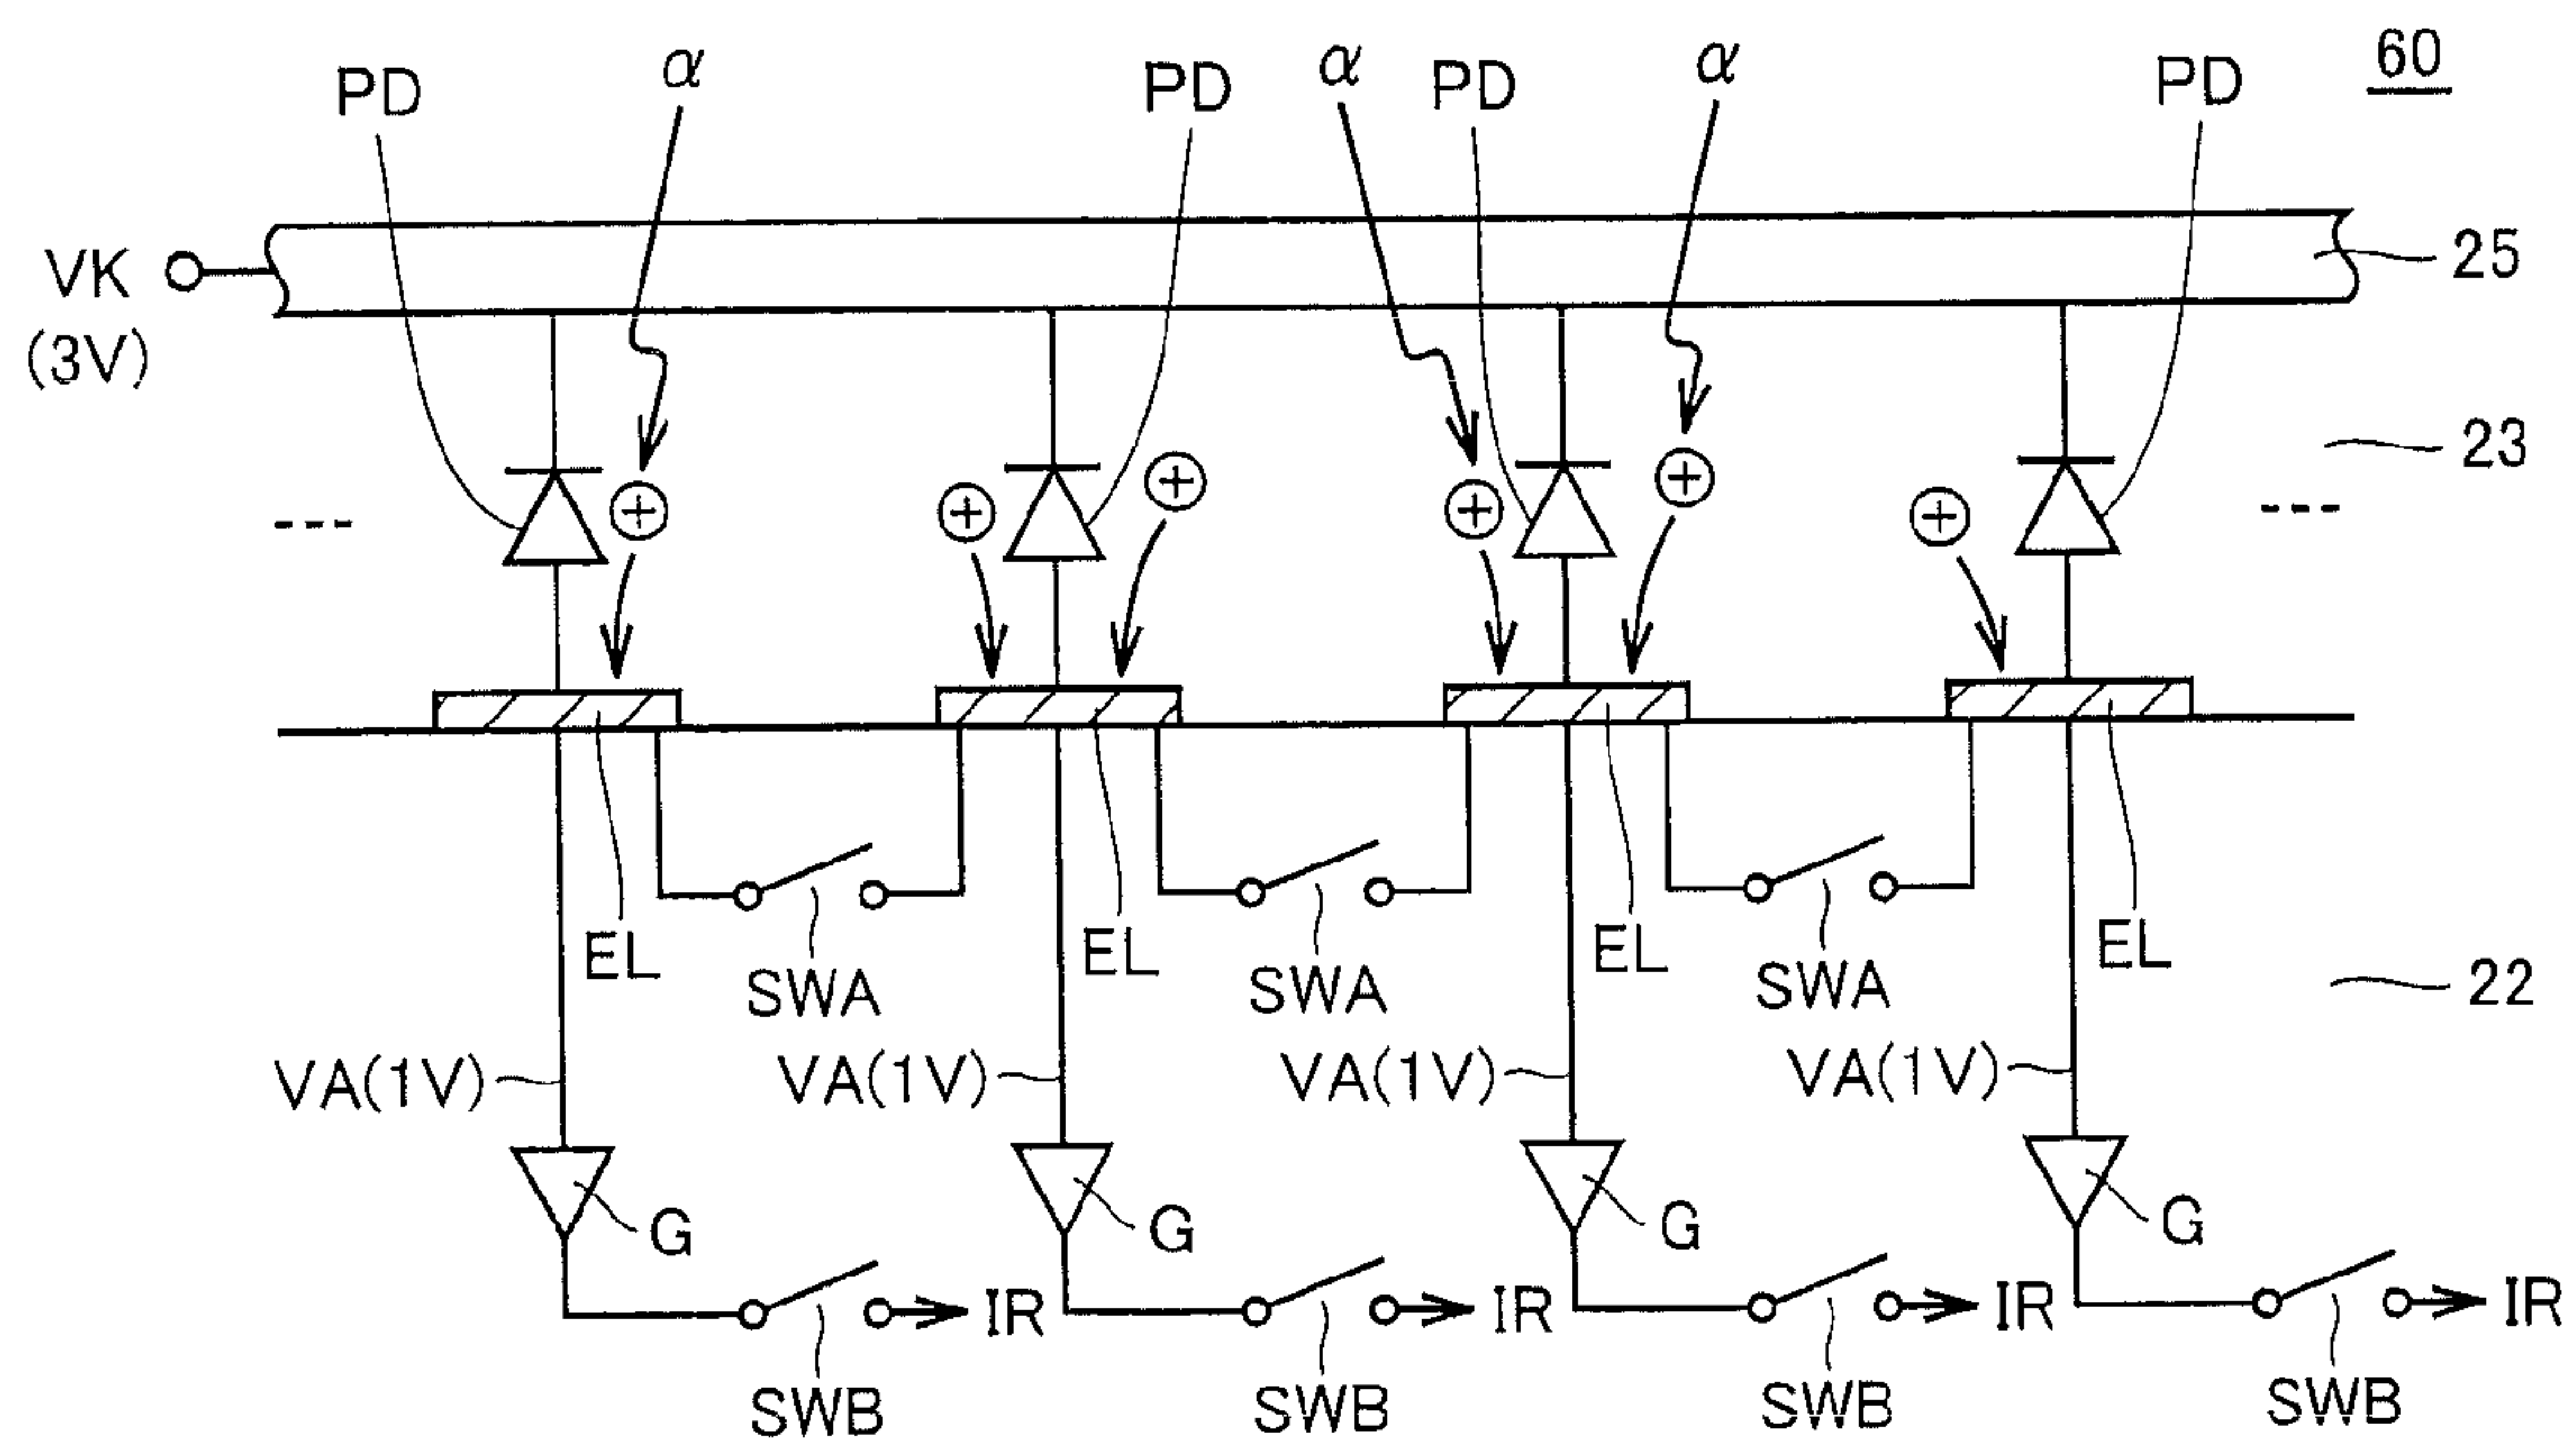 PD α PD α PD α PD 60
VK 25
(3V)
23
+ + + + + +
--- ---
EL EL EL EL
SWA SWA SWA 22
VA(1V) VA(1V) VA(1V) VA(1V)
G G G G
IR IR IR IR
SWB SWB SWB SWB